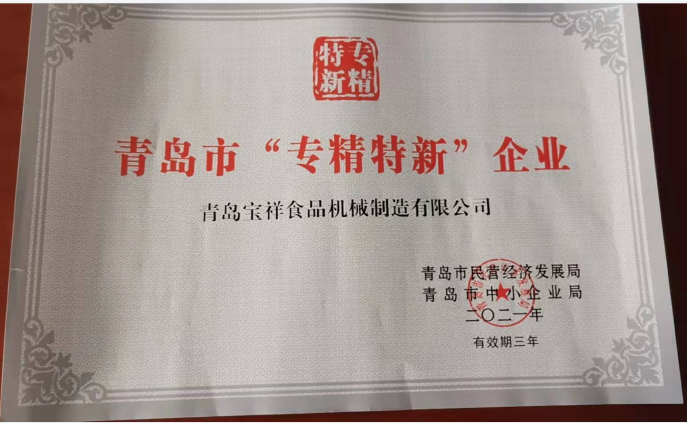 专精特新
青岛市“专精特新”企业
青岛宝祥食品机械制造有限公司
青岛市民营经济发展局
青岛市中小企业局
二〇二一年
有效期三年